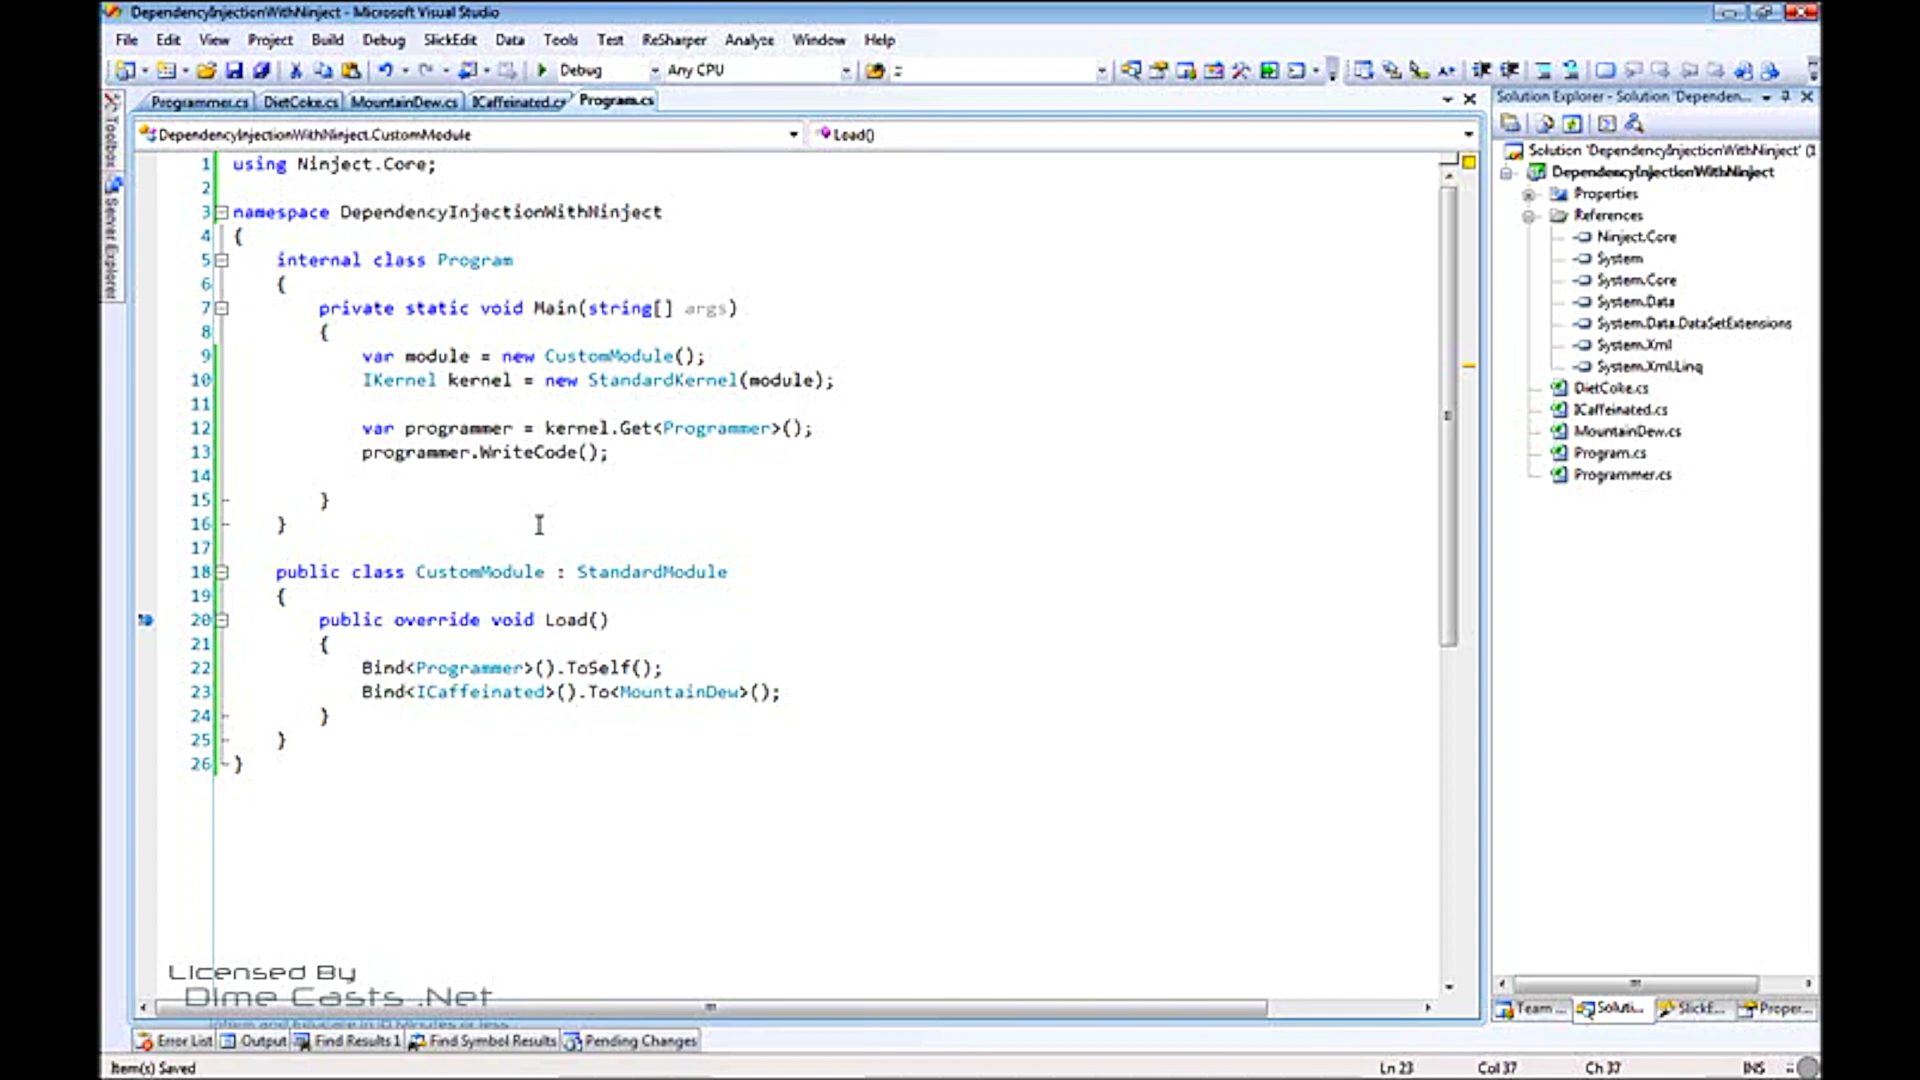 DependencyInjectionWithNinject - Microsoft Visual Studio
File Edit View Project Build Debug SlickEdit Data Tools Test ReSharper Analyze Window Help
Debug Any CPU
Programmer.cs DietCoke.cs MountainDew.cs ICaffeinated.cs Program.cs
Solution Explorer - Solution 'Dependen...
Toolbox
Server Explorer
DependencyInjectionWithNinject.CustomModule Load()
1 using Ninject.Core;
2
3 namespace DependencyInjectionWithNinject
4 {
5 internal class Program
6 {
7 private static void Main(string[] args)
8 {
9 var module = new CustomModule();
10 IKernel kernel = new StandardKernel(module);
11
12 var programmer = kernel.Get<Programmer>();
13 programmer.WriteCode();
14
15 }
16 }
17
18 public class CustomModule : StandardModule
19 {
20 public override void Load()
21 {
22 Bind<Programmer>().ToSelf();
23 Bind<ICaffeinated>().To<MountainDew>();
24 }
25 }
26 }
Solution 'DependencyInjectionWithNinject' (1
DependencyInjectionWithNinject
Properties
References
Ninject.Core
System
System.Core
System.Data
System.Data.DataSetExtensions
System.Xml
System.Xml.Linq
DietCoke.cs
ICaffeinated.cs
MountainDew.cs
Program.cs
Programmer.cs
Licensed By
Dime Casts .Net
Team ... Soluti... SlickE... Proper...
Error List Output Find Results 1 Find Symbol Results Pending Changes
Item(s) Saved Ln 23 Col 37 Ch 37 INS